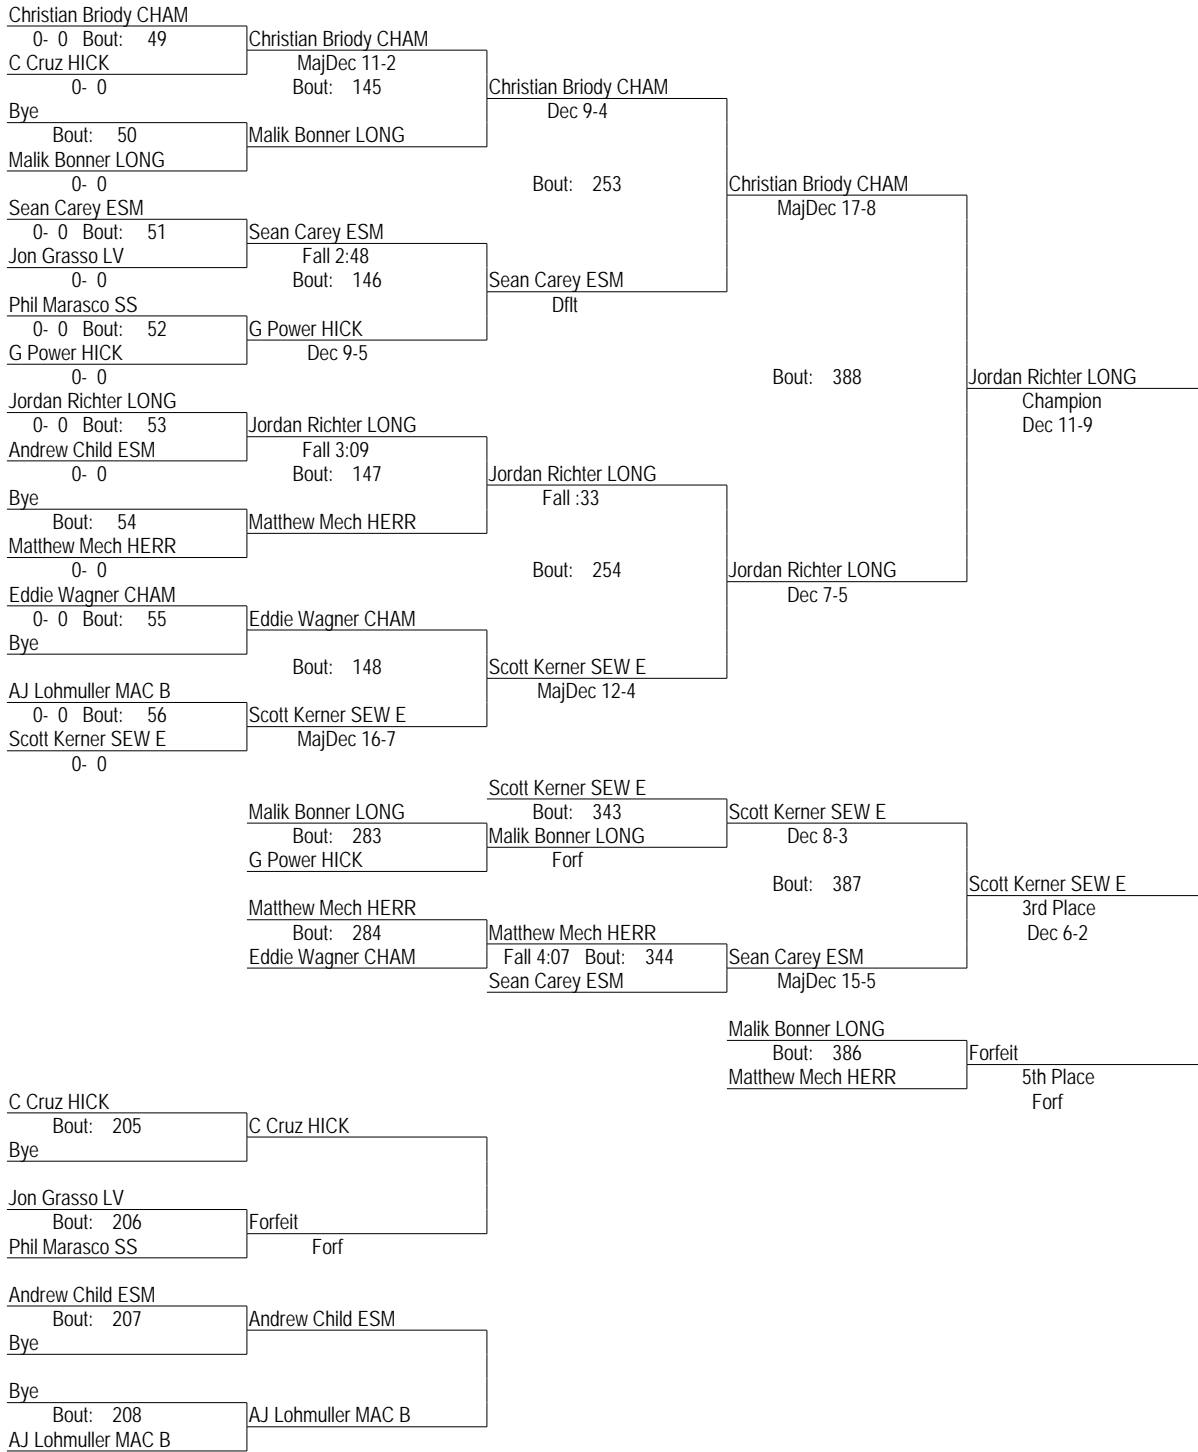 Christian Briody CHAM
0- 0 Bout: 49
Christian Briody CHAM
C Cruz HICK
MajDec 11-2
0- 0
Bout: 145
Christian Briody CHAM
Bye
Dec 9-4
Bout: 50
Malik Bonner LONG
Malik Bonner LONG
0- 0
Bout: 253
Christian Briody CHAM
Sean Carey ESM
MajDec 17-8
0- 0 Bout: 51
Sean Carey ESM
Jon Grasso LV
Fall 2:48
0- 0
Bout: 146
Sean Carey ESM
Phil Marasco SS
Dflt
0- 0 Bout: 52
G Power HICK
G Power HICK
Dec 9-5
0- 0
Bout: 388
Jordan Richter LONG
Jordan Richter LONG
Champion
0- 0 Bout: 53
Jordan Richter LONG
Dec 11-9
Andrew Child ESM
Fall 3:09
0- 0
Bout: 147
Jordan Richter LONG
Bye
Fall :33
Bout: 54
Matthew Mech HERR
Matthew Mech HERR
0- 0
Bout: 254
Jordan Richter LONG
Eddie Wagner CHAM
Dec 7-5
0- 0 Bout: 55
Eddie Wagner CHAM
Bye
Bout: 148
Scott Kerner SEW E
AJ Lohmuller MAC B
MajDec 12-4
0- 0 Bout: 56
Scott Kerner SEW E
Scott Kerner SEW E
MajDec 16-7
0- 0
Scott Kerner SEW E
Malik Bonner LONG
Bout: 343
Scott Kerner SEW E
Bout: 283
Malik Bonner LONG
Dec 8-3
G Power HICK
Forf
Bout: 387
Scott Kerner SEW E
Matthew Mech HERR
3rd Place
Bout: 284
Matthew Mech HERR
Dec 6-2
Eddie Wagner CHAM
Fall 4:07 Bout: 344
Sean Carey ESM
Sean Carey ESM
MajDec 15-5
Malik Bonner LONG
Bout: 386
Forfeit
Matthew Mech HERR
5th Place
Forf
C Cruz HICK
Bout: 205
C Cruz HICK
Bye
Jon Grasso LV
Bout: 206
Forfeit
Phil Marasco SS
Forf
Andrew Child ESM
Bout: 207
Andrew Child ESM
Bye
Bye
Bout: 208
AJ Lohmuller MAC B
AJ Lohmuller MAC B